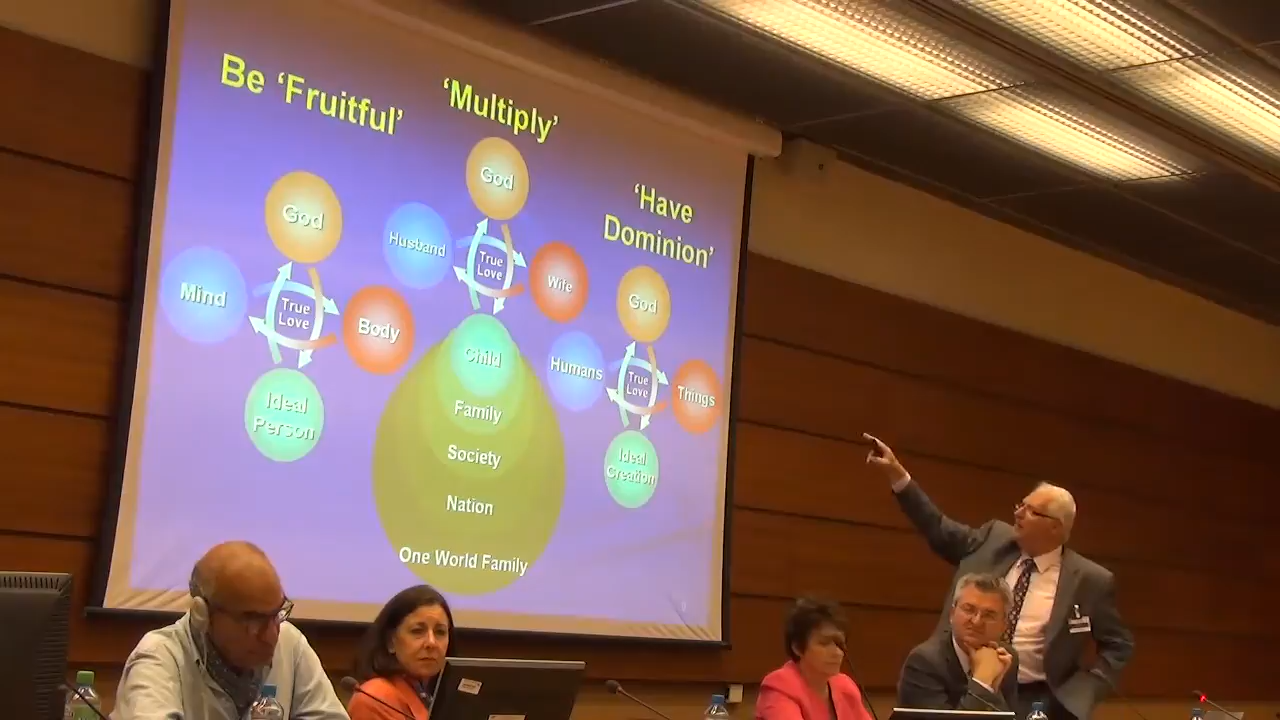 Be ‘Fruitful’
God
Mind
True
Love
Body
Ideal
Person
‘Multiply’
God
Husband
True
Love
Wife
Child
Family
Society
Nation
One World Family
‘Have
Dominion’
God
Humans
True
Love
Things
Ideal
Creation